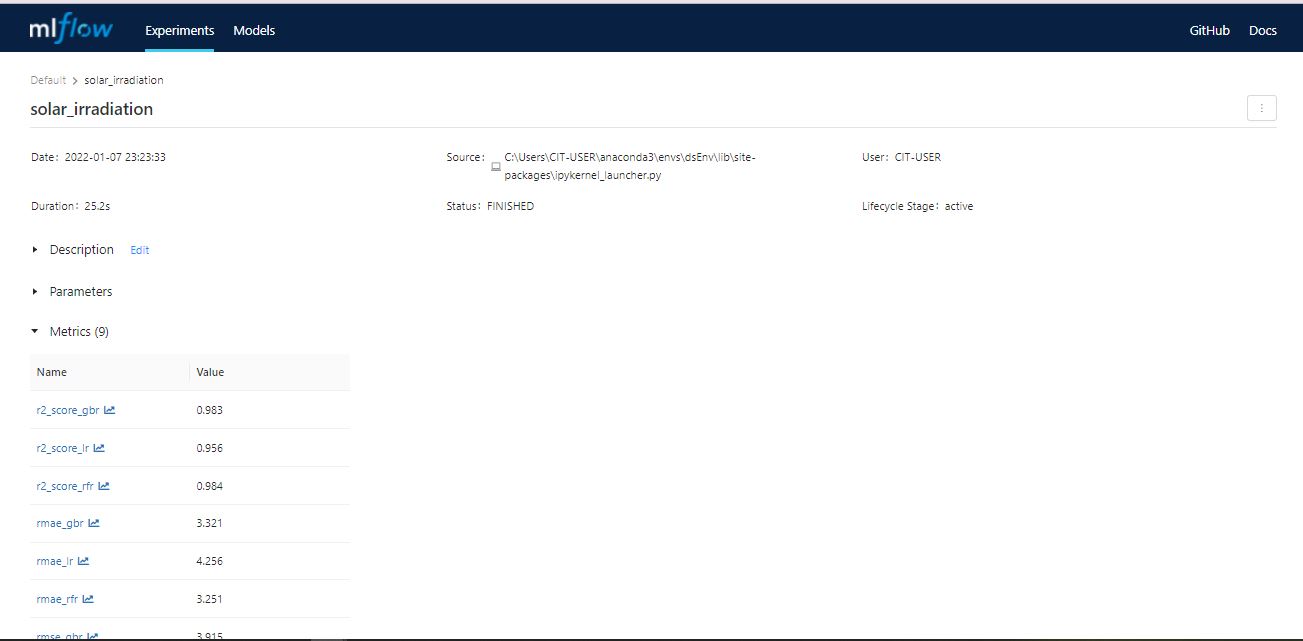 mlflow Experiments Models GitHub Docs
Default > solar_irradiation
solar_irradiation
Date: 2022-01-07 23:23:33 Source: C:\Users\CIT-USER\anaconda3\envs\dsEnv\lib\site- User: CIT-USER
packages\ipykernel_launcher.py
Duration: 25.2s Status: FINISHED Lifecycle Stage: active
Description Edit
Parameters
Metrics (9)
Name Value
r2_score_gbr 0.983
r2_score_lr 0.956
r2_score_rfr 0.984
rmae_gbr 3.321
rmae_lr 4.256
rmae_rfr 3.251
rmse_gbr 3.915